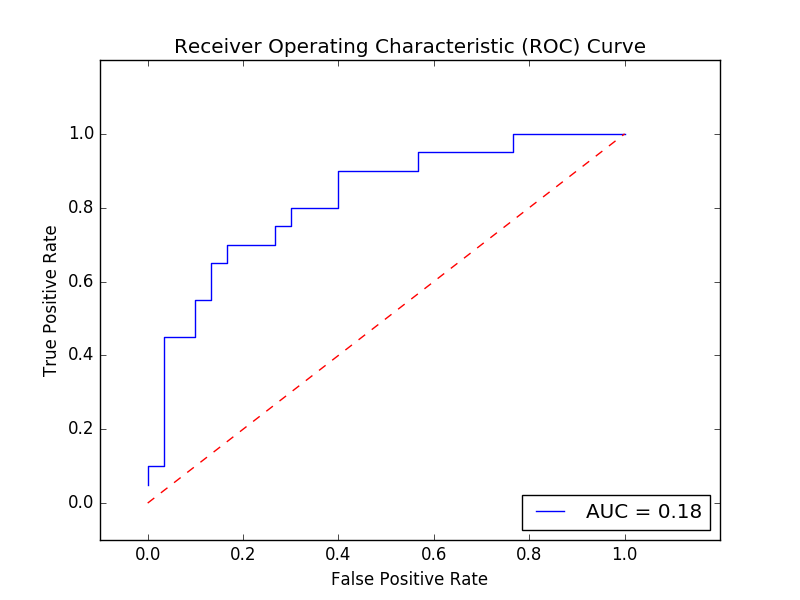 Receiver Operating Characteristic (ROC) Curve
1.0
0.8
0.6
0.4
0.2
0.0
True Positive Rate
AUC = 0.18
0.0 0.2 0.4 0.6 0.8 1.0
False Positive Rate